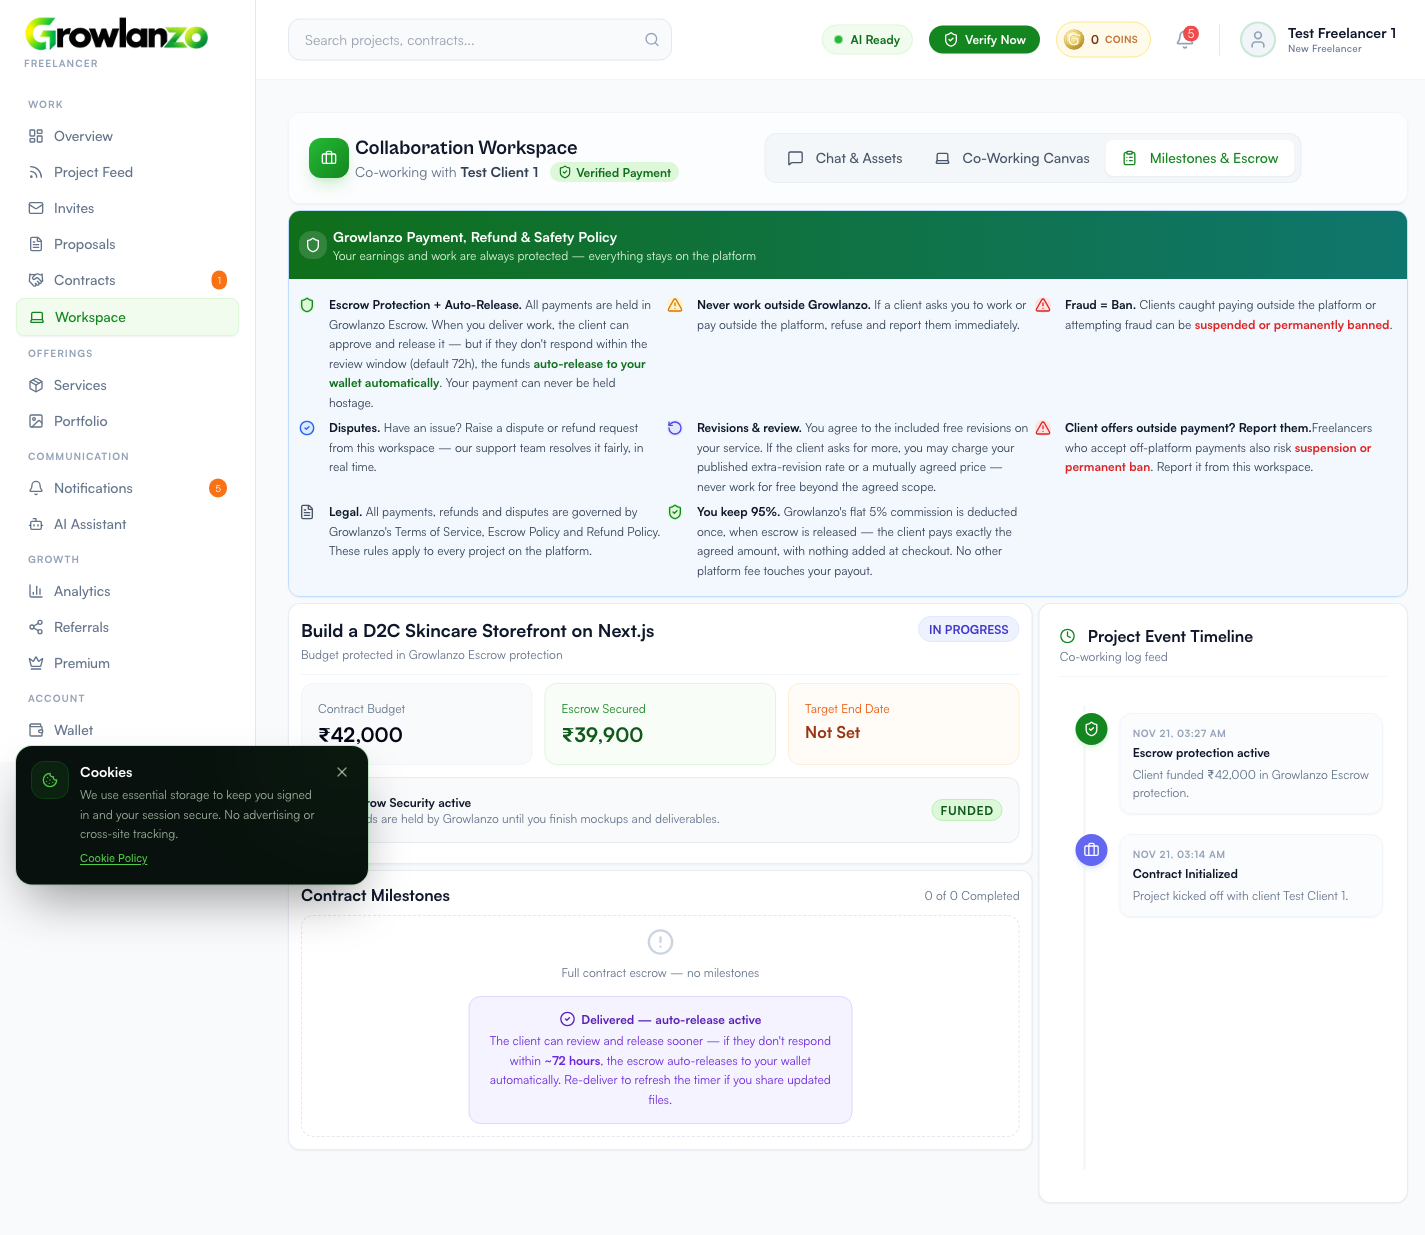 Growlanzo
FREELANCER
Search projects, contracts...
AI Ready
Verify Now
0 COINS
5
Test Freelancer 1
New Freelancer
WORK
Overview
Project Feed
Invites
Proposals
Contracts
1
Workspace
OFFERINGS
Services
Portfolio
COMMUNICATION
Notifications
5
AI Assistant
GROWTH
Analytics
Referrals
Premium
ACCOUNT
Wallet
Collaboration Workspace
Co-working with Test Client 1
Verified Payment
Chat & Assets
Co-Working Canvas
Milestones & Escrow
Growlanzo Payment, Refund & Safety Policy
Your earnings and work are always protected — everything stays on the platform
Escrow Protection + Auto-Release. All payments are held in
Growlanzo Escrow. When you deliver work, the client can
approve and release it — but if they don't respond within the
review window (default 72h), the funds auto-release to your
wallet automatically. Your payment can never be held
hostage.
Never work outside Growlanzo. If a client asks you to work or
pay outside the platform, refuse and report them immediately.
Fraud = Ban. Clients caught paying outside the platform or
attempting fraud can be suspended or permanently banned.
Disputes. Have an issue? Raise a dispute or refund request
from this workspace — our support team resolves it fairly, in
real time.
Revisions & review. You agree to the included free revisions on
your service. If the client asks for more, you may charge your
published extra-revision rate or a mutually agreed price —
never work for free beyond the agreed scope.
Client offers outside payment? Report them.Freelancers
who accept off-platform payments also risk suspension or
permanent ban. Report it from this workspace.
Legal. All payments, refunds and disputes are governed by
Growlanzo's Terms of Service, Escrow Policy and Refund Policy.
These rules apply to every project on the platform.
You keep 95%. Growlanzo's flat 5% commission is deducted
once, when escrow is released — the client pays exactly the
agreed amount, with nothing added at checkout. No other
platform fee touches your payout.
Build a D2C Skincare Storefront on Next.js
IN PROGRESS
Budget protected in Growlanzo Escrow protection
Contract Budget
₹42,000
Escrow Secured
₹39,900
Target End Date
Not Set
row Security active
ds are held by Growlanzo until you finish mockups and deliverables.
FUNDED
Cookies
We use essential storage to keep you signed
in and your session secure. No advertising or
cross-site tracking.
Cookie Policy
Contract Milestones
0 of 0 Completed
Full contract escrow — no milestones
Delivered — auto-release active
The client can review and release sooner — if they don't respond
within ~72 hours, the escrow auto-releases to your wallet
automatically. Re-deliver to refresh the timer if you share updated
files.
Project Event Timeline
Co-working log feed
NOV 21, 03:27 AM
Escrow protection active
Client funded ₹42,000 in Growlanzo Escrow
protection.
NOV 21, 03:14 AM
Contract Initialized
Project kicked off with client Test Client 1.